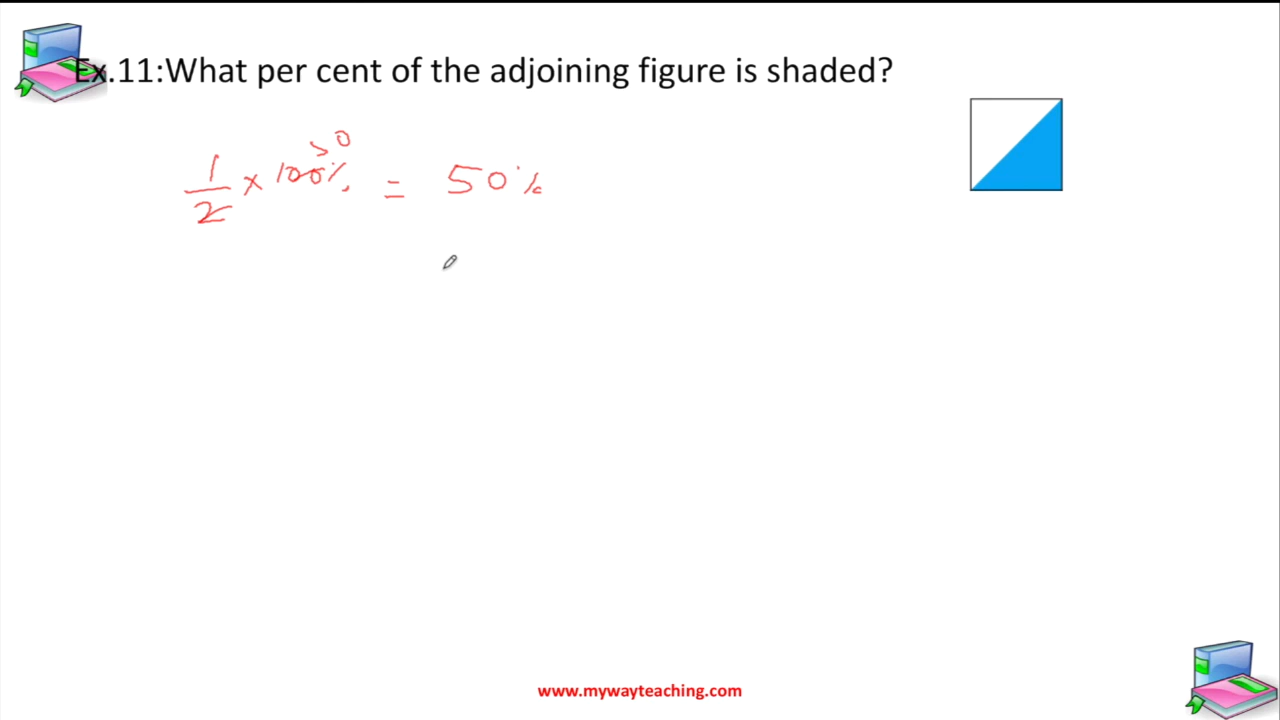 Ex.11:What per cent of the adjoining figure is shaded?
50
1/2 × 100% = 50%
www.mywayteaching.com